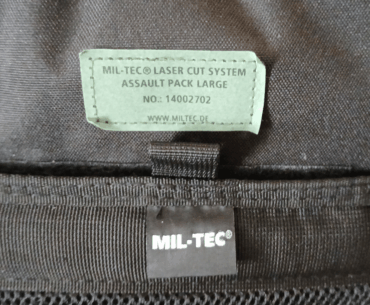 MIL-TEC® LASER CUT SYSTEM
ASSAULT PACK LARGE
NO.: 14002702
WWW.MILTEC.DE
MIL-TEC®